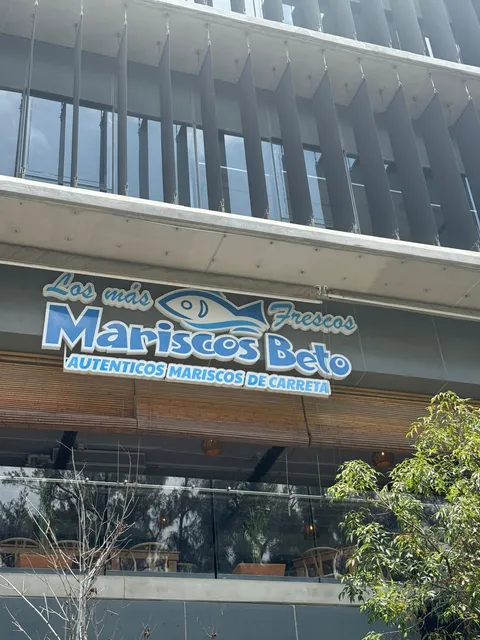 Los más Frescos
Mariscos Beto
AUTENTICOS MARISCOS DE CARRETA